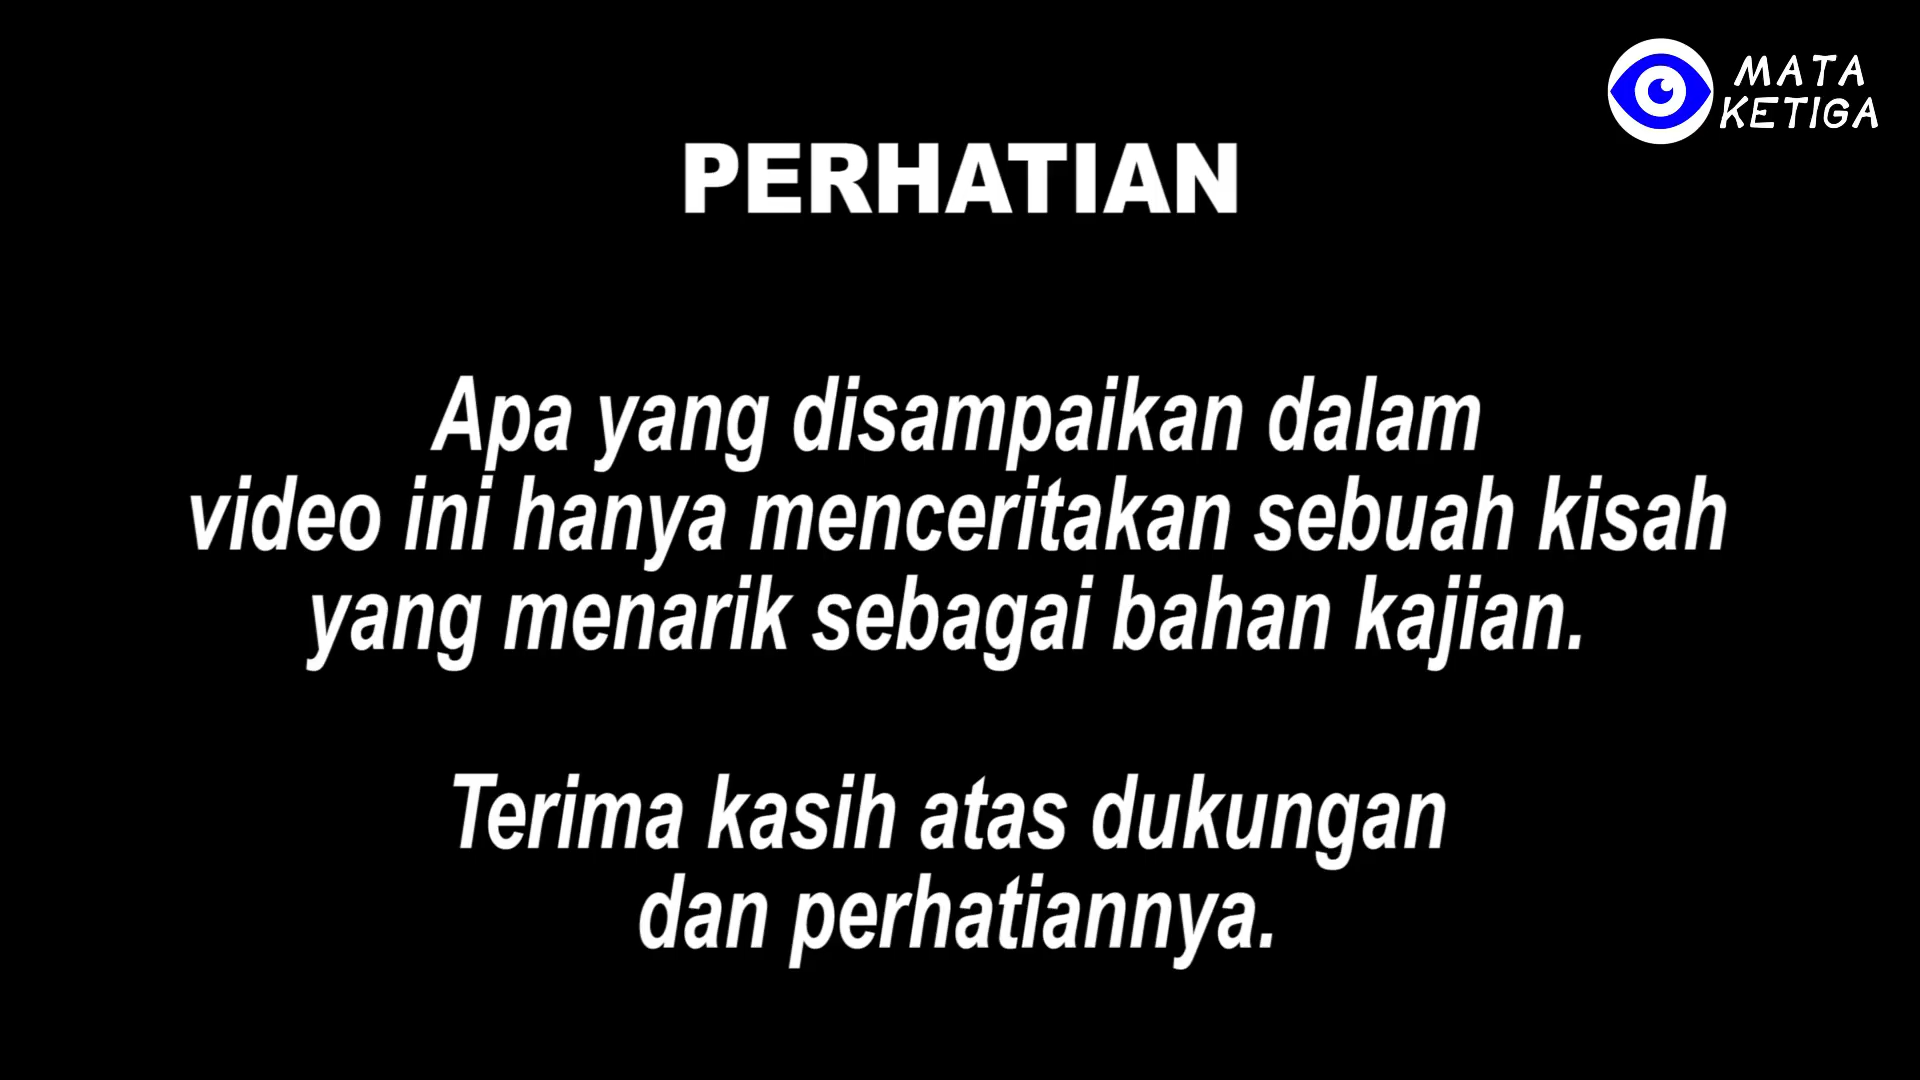 MATA
KETIGA
PERHATIAN
Apa yang disampaikan dalam
video ini hanya menceritakan sebuah kisah
yang menarik sebagai bahan kajian.
Terima kasih atas dukungan
dan perhatiannya.